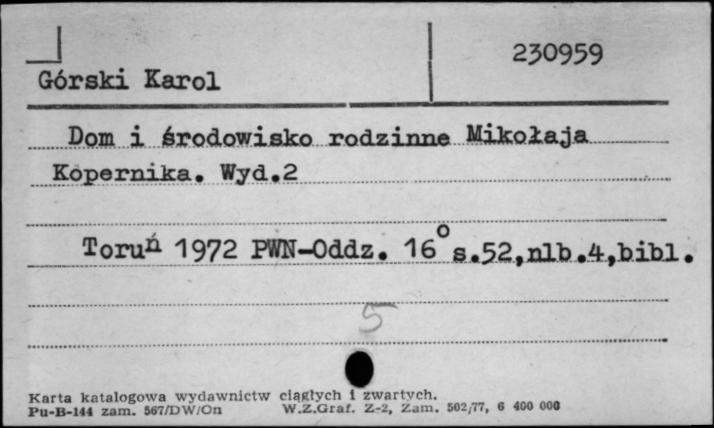 230959
Górski Karol
Dom i środowisko rodzinne Mikołaja
Kopernika. Wyd.2
Toruń 1972 PWN-Oddz. 16° s.52,nlb.4,bibl.
5
Karta katalogowa wydawnictw ciągłych i zwartych.
Pu-B-144 zam. 567/DW/On W.Z.Graf. Z-2, Zam. 502/77, 6 400 000